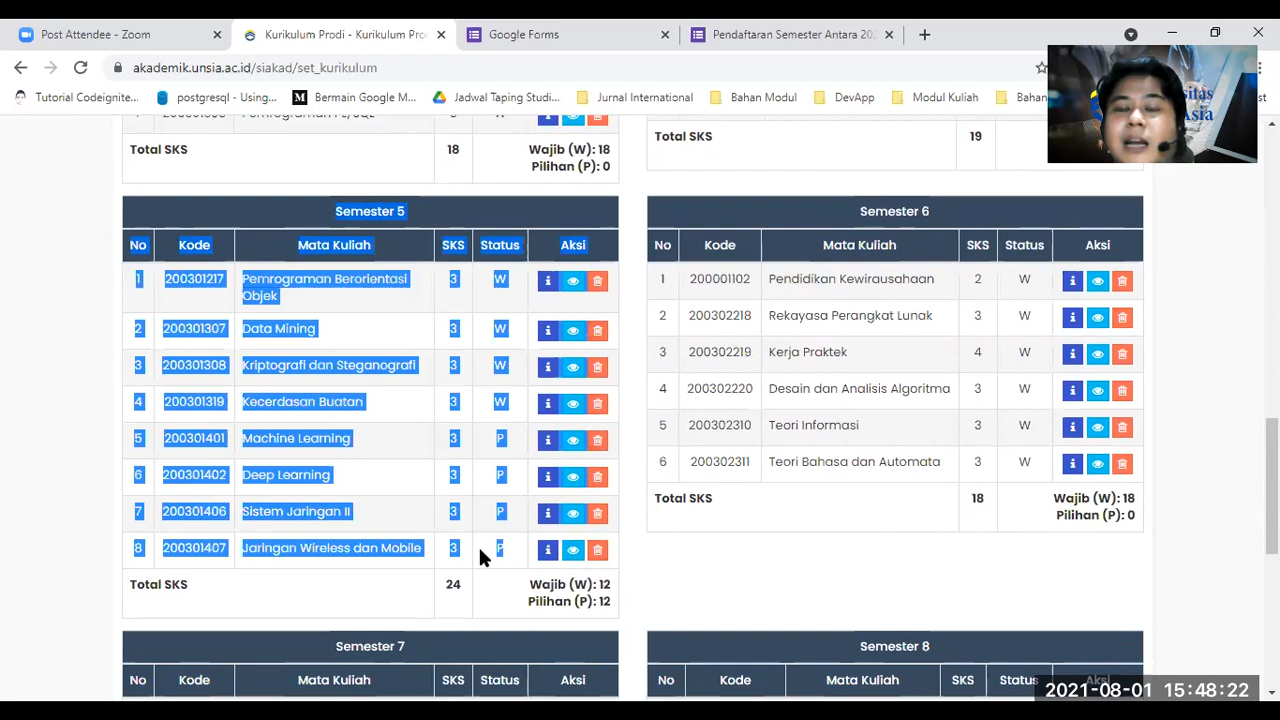 Post Attendee - Zoom
Kurikulum Prodi - Kurikulum Pro
Google Forms
Pendaftaran Semester Antara 20
akademik.unsia.ac.id/siakad/set_kurikulum
Tutorial Codeignite...
postgresql - Using...
Bermain Google M...
Jadwal Taping Studi...
Jurnal International
Bahan Modul
DevApp
Modul Kuliah
Bahan
Total SKS 18 Wajib (W): 18
Pilihan (P): 0
19
Semester 5
No Kode Mata Kuliah SKS Status Aksi
1 200301217 Pemrograman Berorientasi 3 W
Objek
2 200301307 Data Mining 3 W
3 200301308 Kriptografi dan Steganografi 3 W
4 200301319 Kecerdasan Buatan 3 W
5 200301401 Machine Learning 3 P
6 200301402 Deep Learning 3 P
7 200301406 Sistem Jaringan II 3 P
8 200301407 Jaringan Wireless dan Mobile 3 P
Total SKS 24 Wajib (W): 12
Pilihan (P): 12
Total SKS
Semester 6
No Kode Mata Kuliah SKS Status Aksi
1 200001102 Pendidikan Kewirausahaan 2 W
2 200302218 Rekayasa Perangkat Lunak 3 W
3 200302219 Kerja Praktek 4 W
4 200302220 Desain dan Analisis Algoritma 3 W
5 200302310 Teori Informasi 3 W
6 200302311 Teori Bahasa dan Automata 3 W
Total SKS 18 Wajib (W): 18
Pilihan (P): 0
Semester 7
No Kode Mata Kuliah SKS Status Aksi
Semester 8
No Kode Mata Kuliah SKS Status Aksi
2021-08-01 15:48:22